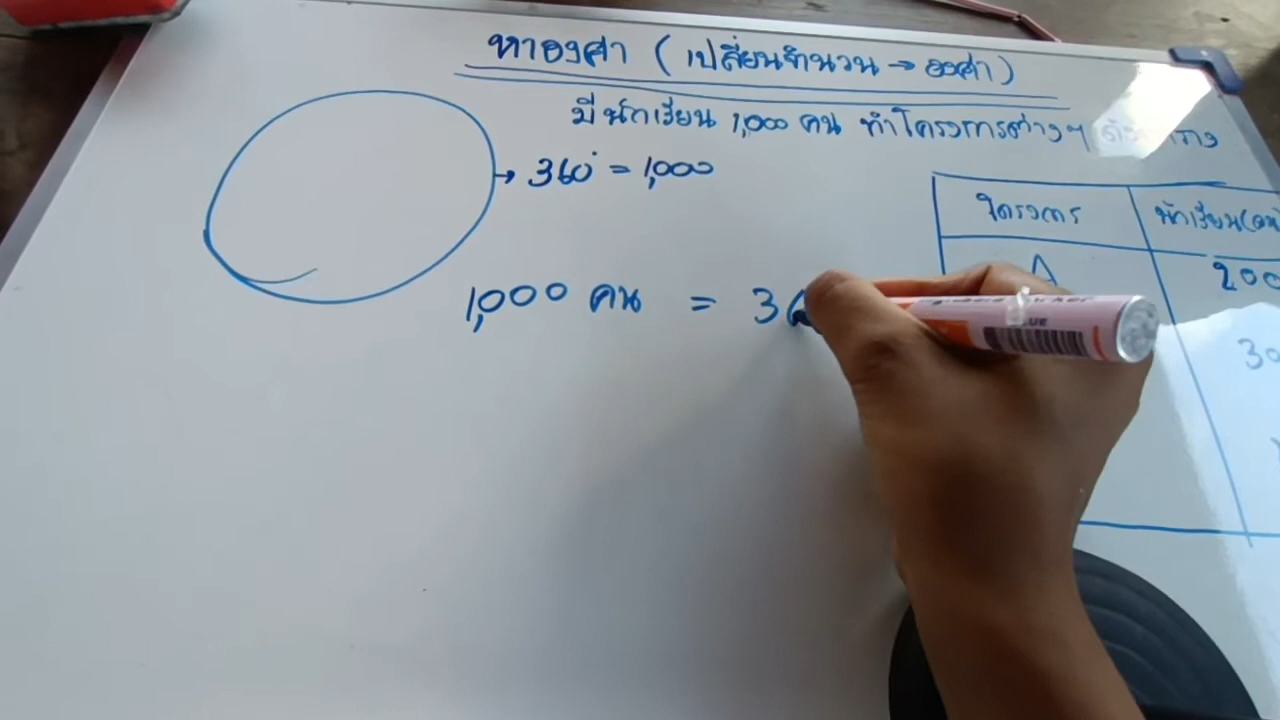 หาองศา (เปลี่ยนจำนวน → องศา)
มีนักเรียน 1,000 คน ทำโครงการต่างๆ
360° = 1,000
โครงการ นักเรียน(คน)
A 200
1,000 คน = 36
30